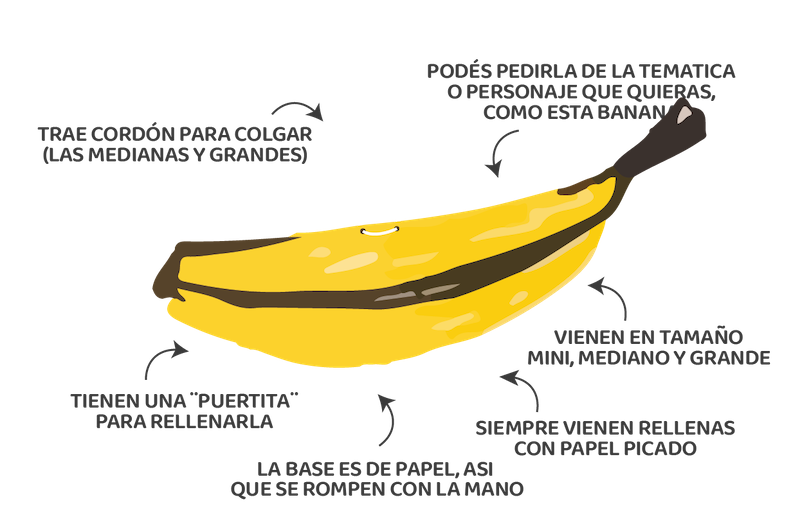 PODÉS PEDIRLA DE LA TEMATICA
O PERSONAJE QUE QUIERAS,
COMO ESTA BANANA
TRAE CORDÓN PARA COLGAR
(LAS MEDIANAS Y GRANDES)
VIENEN EN TAMAÑO
MINI, MEDIANO Y GRANDE
TIENEN UNA ¨PUERTITA¨
PARA RELLENARLA
SIEMPRE VIENEN RELLENAS
CON PAPEL PICADO
LA BASE ES DE PAPEL, ASI
QUE SE ROMPEN CON LA MANO